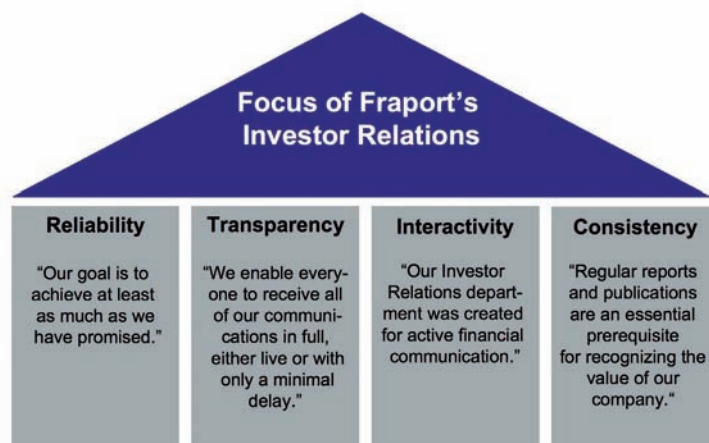 Focus of Fraport’s
Investor Relations
Reliability
“Our goal is to
achieve at least
as much as we
have promised.”
Transparency
“We enable every-
one to receive all
of our communi-
cations in full,
either live or with
only a minimal
delay.”
Interactivity
“Our Investor
Relations depart-
ment was created
for active financial
communication.”
Consistency
“Regular reports
and publications
are an essential
prerequisite
for recognizing the
value of our
company.“